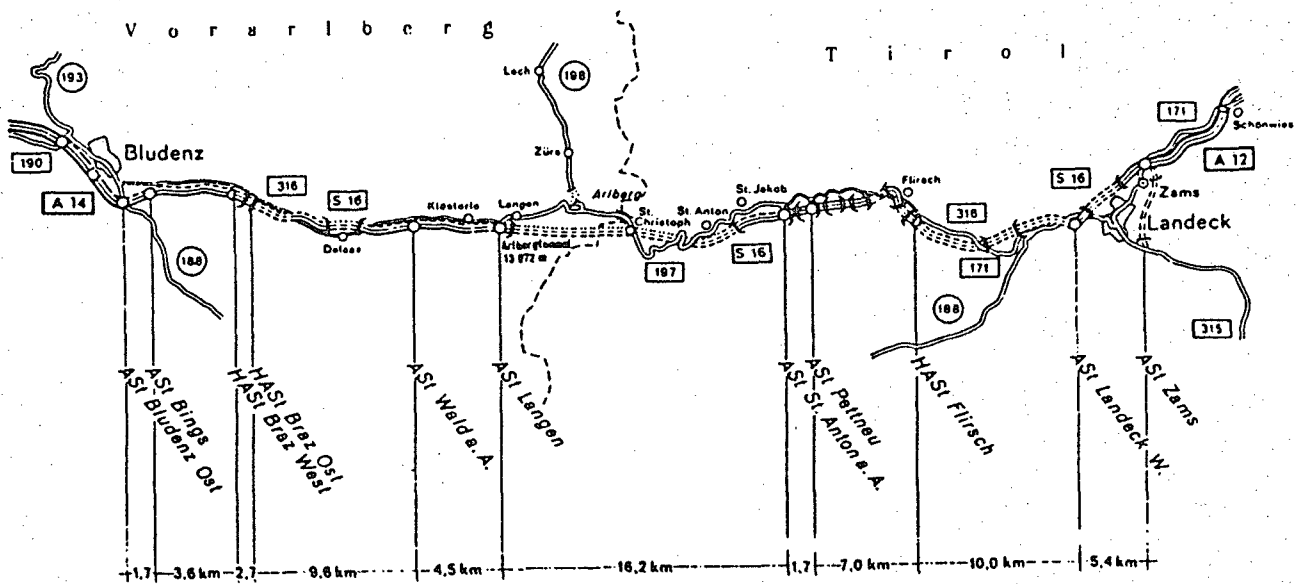 Vorarlberg
Tirol
193
Lech
198
171
Schönwies
190
Bludenz
Zürs
A 12
A 14
316
S 16
Klösterle
Langen
Arlberg
St. Jakob
Flirsch
S 16
Zams
Dalaas
Arlbergtunnel
13 972 m
St.
Christoph
St. Anton
S 16
316
Landeck
188
197
171
188
315
ASt Bludenz Ost
ASt Bings
HASt Braz West
HASt Braz Ost
ASt Wald a. A.
ASt Langen
ASt St. Anton a. A.
ASt Pettneu
HASt Flirsch
ASt Landeck W.
ASt Zams
1,7 3,6 km 2,7 9,6 km 4,5 km 16,2 km 1,7 7,0 km 10,0 km 5,4 km